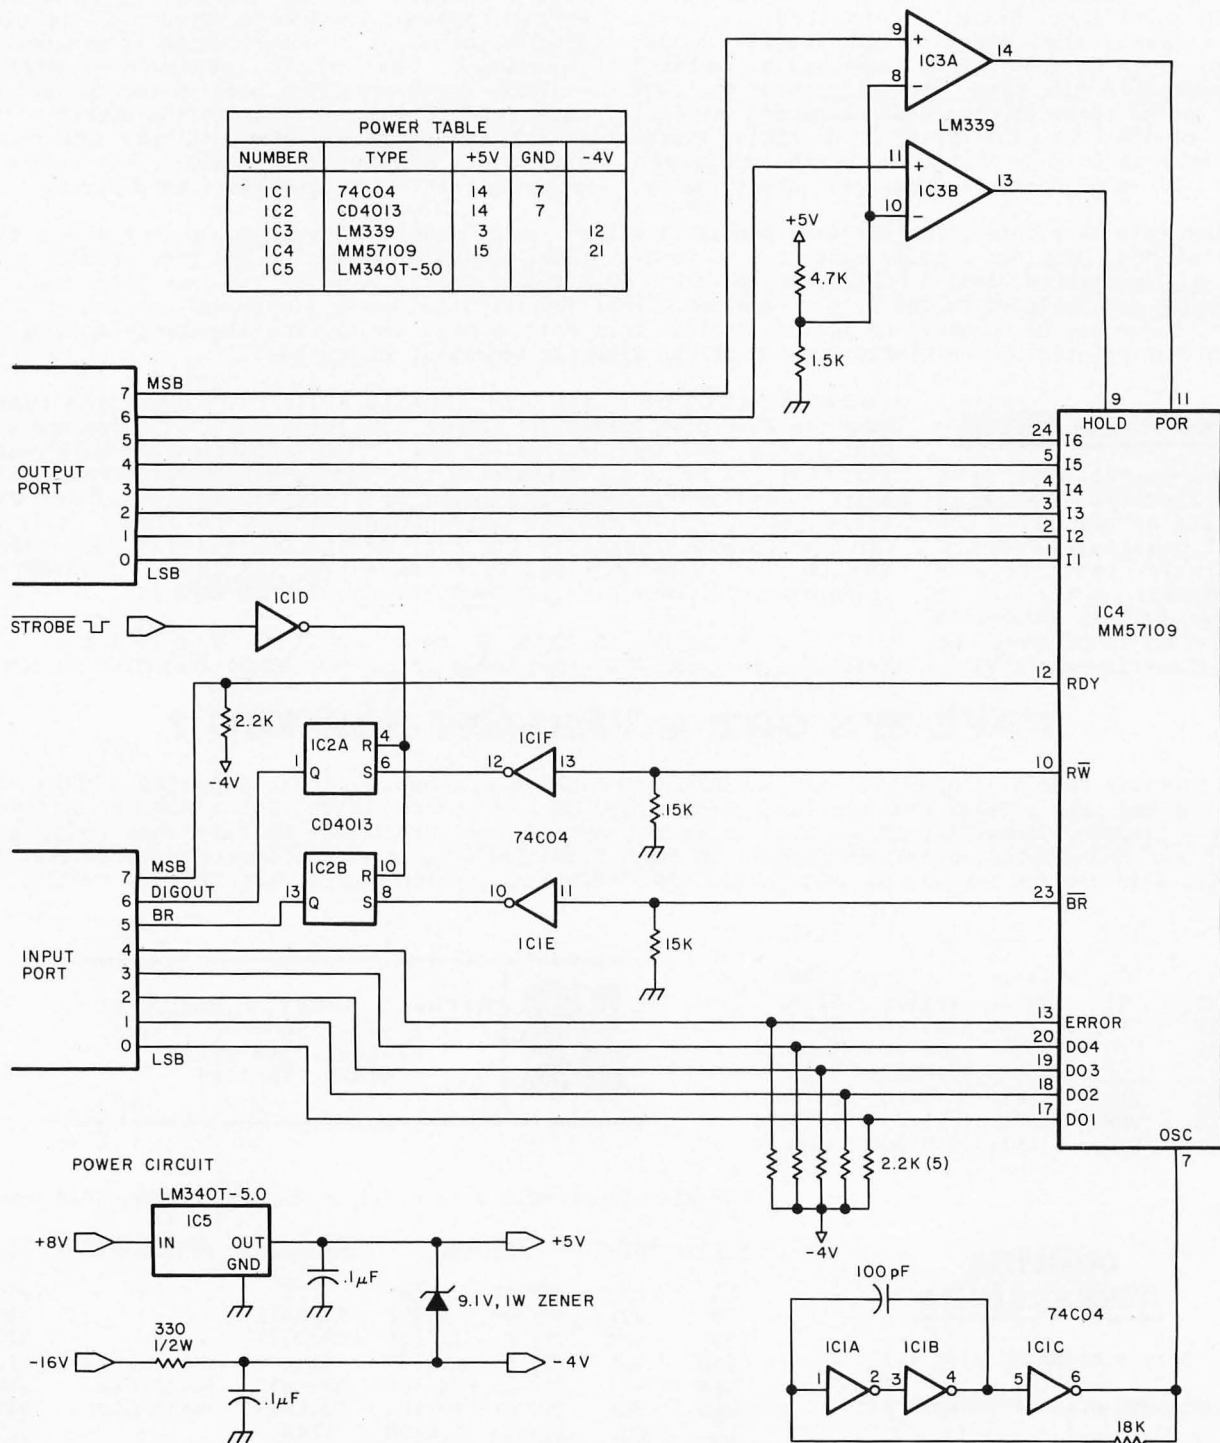 9
+
IC3A
14
8
-
LM339
POWER TABLE
NUMBER TYPE +5V GND -4V
IC1 74C04 14 7
IC2 CD4013 14 7
IC3 LM339 3 12
IC4 MM57109 15 21
IC5 LM340T-5.0
11
+
IC3B
13
10
-
+5V
4.7K
1.5K
9 11
HOLD POR
OUTPUT
PORT
7 MSB
6
5
4
3
2
1
0
LSB
24 I6
5 I5
4 I4
3 I3
2 I2
1 I1
IC4
MM57109
STROBE
IC1D
12 RDY
2.2K
-4V
IC2A R 4
1 Q S 6
CD4013
IC1F
12 13
15K
10 RW
74C04
IC2B R 10
13 Q S 8
10 11
IC1E
15K
23 BR
INPUT
PORT
7 MSB
6 DIGOUT
5 BR
4
3
2
1
0
LSB
13 ERROR
20 DO4
19 DO3
18 DO2
17 DO1
OSC
7
2.2K (5)
-4V
POWER CIRCUIT
LM340T-5.0
IC5
+8V IN OUT +5V
GND
.1µF
9.1V, 1W ZENER
330
1/2W
-16V -4V
.1µF
100 pF
74C04
IC1A IC1B IC1C
1 2 3 4 5 6
18K